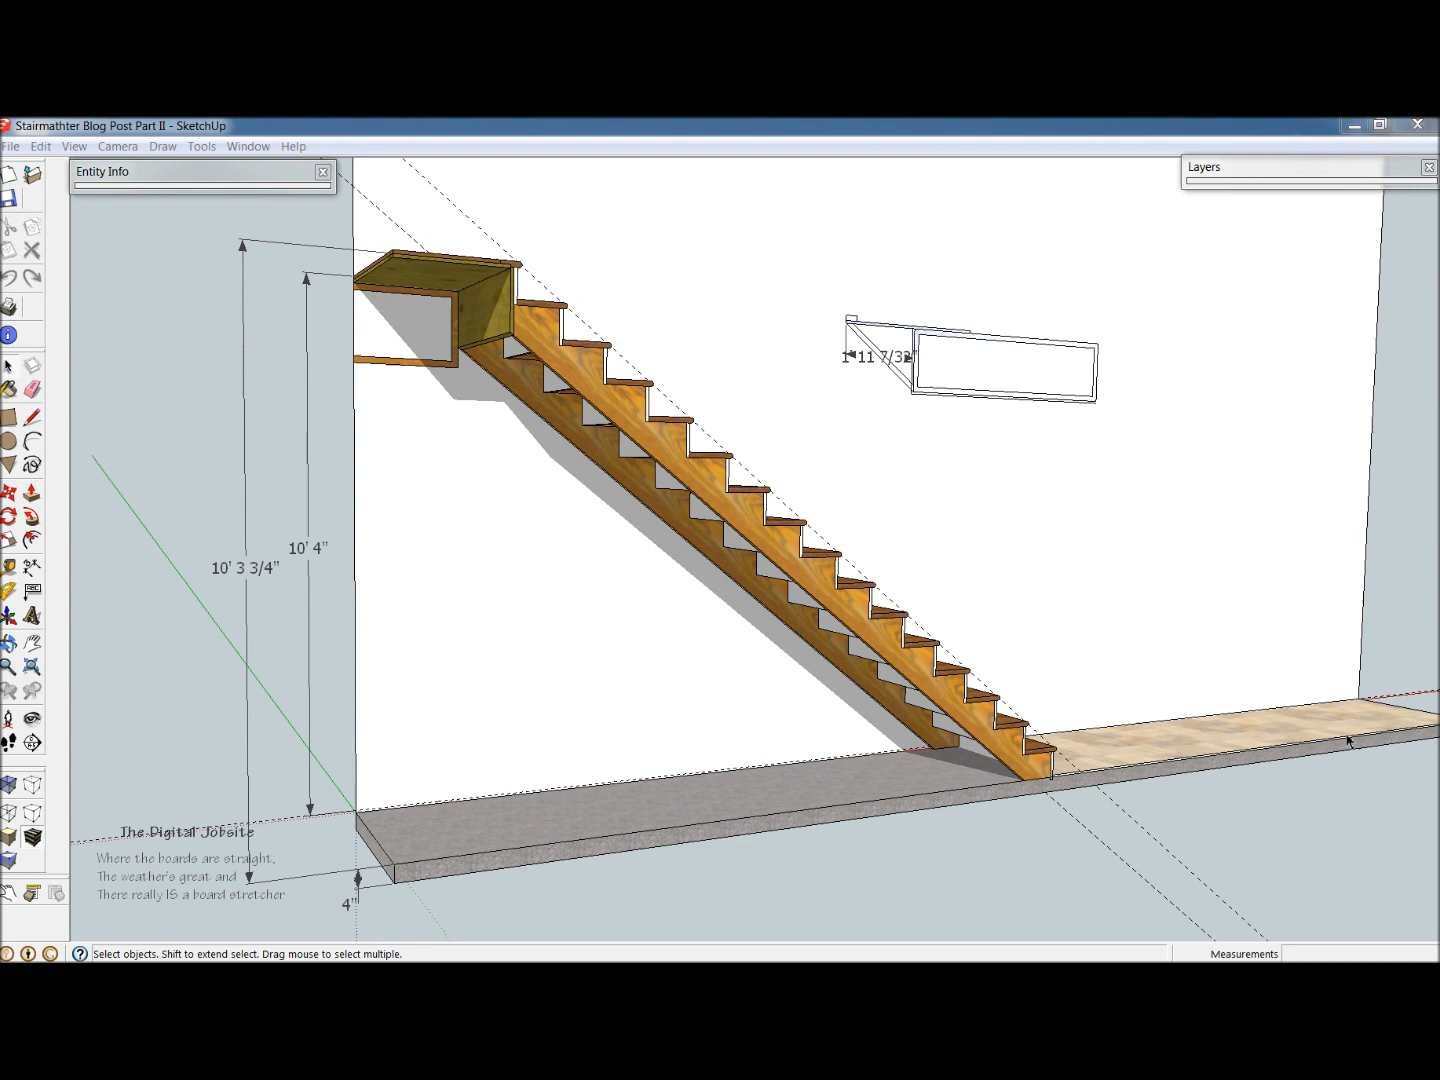 Stairmathter Blog Post Part II - SketchUp
File Edit View Camera Draw Tools Window Help
Entity Info
Layers
1' 11 7/32"
10' 4"
10' 3 3/4"
The Digital Jobsite
Where the boards are straight,
The weather's great and
There really IS a board stretcher
4"
Select objects. Shift to extend select. Drag mouse to select multiple.
Measurements